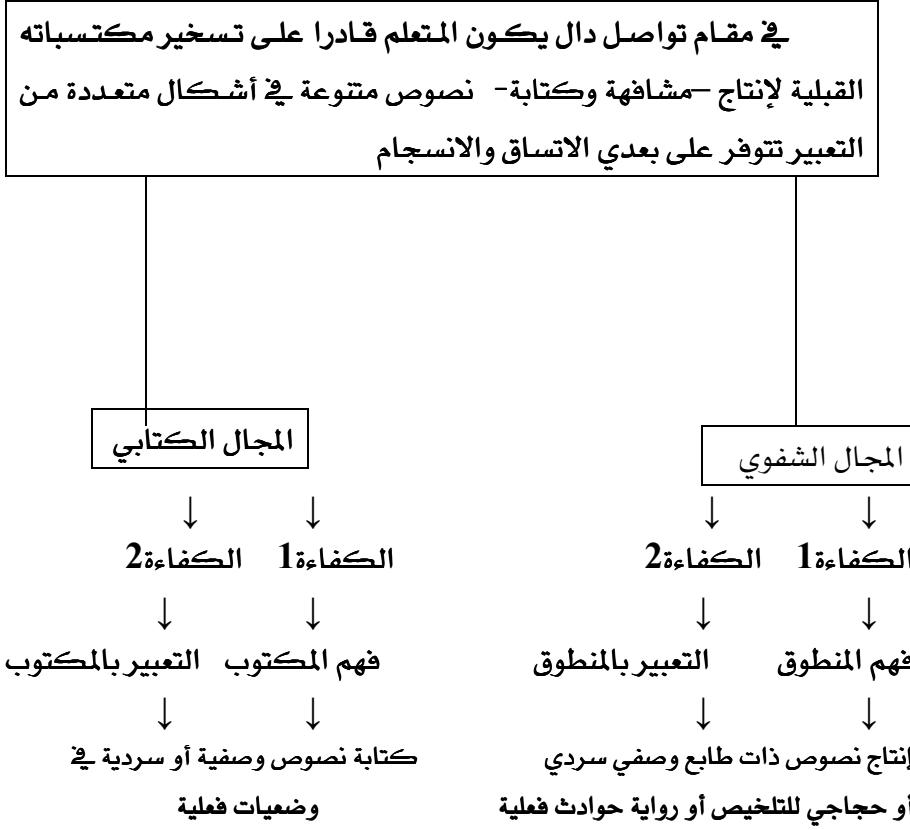 في مقام تواصل دال يكون المتعلم قادرا على تسخير مكتسباته
القبلية لإنتاج –مشافهة وكتابة- نصوص متنوعة في أشكال متعددة من
التعبير تتوفر على بعدي الاتساق والانسجام
المجال الشفوي
المجال الكتابي
↓ ↓ ↓ ↓
الكفاءة1 الكفاءة2 الكفاءة1 الكفاءة2
↓ ↓ ↓ ↓
فهم المنطوق التعبير بالمنطوق فهم المكتوب التعبير بالمكتوب
↓ ↓ ↓ ↓
إنتاج نصوص ذات طابع وصفي سردي كتابة نصوص وصفية أو سردية في
أو حجاجي للتلخيص أو رواية حوادث فعلية وضعيات فعلية